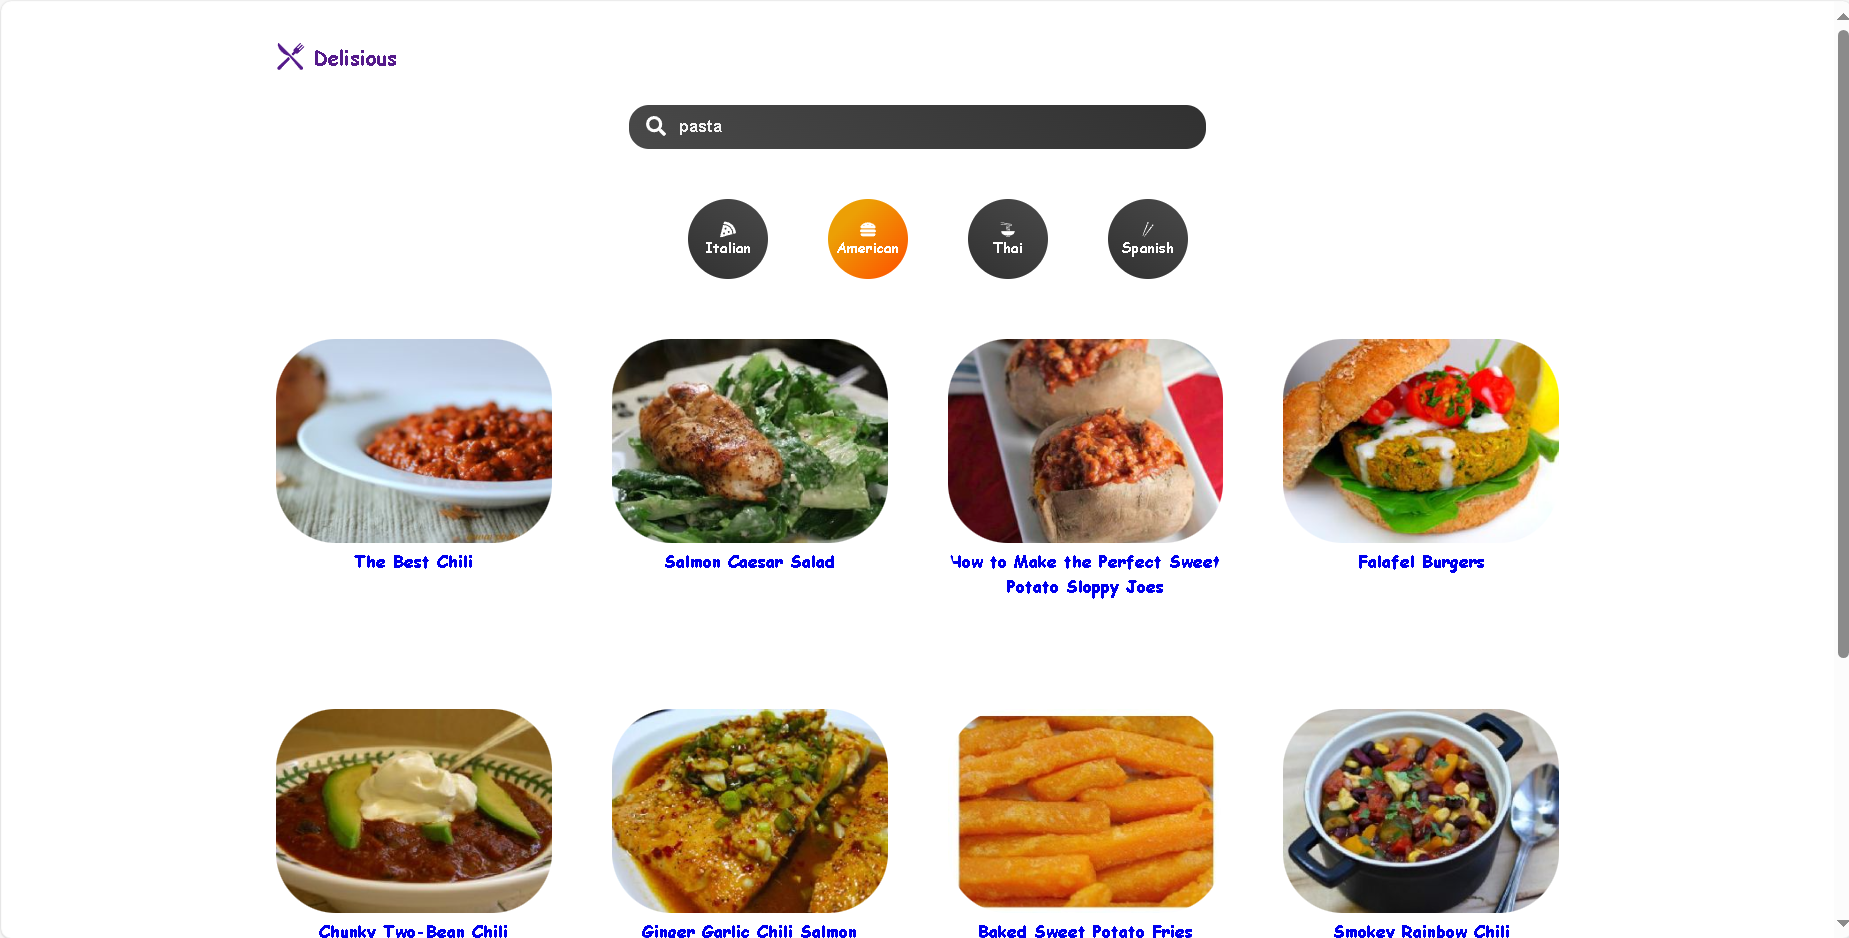 Delisious
pasta
Italian
American
Thai
Spanish
The Best Chili
Salmon Caesar Salad
How to Make the Perfect Sweet
Potato Sloppy Joes
Falafel Burgers
Chunky Two-Bean Chili
Ginger Garlic Chili Salmon
Baked Sweet Potato Fries
Smokey Rainbow Chili